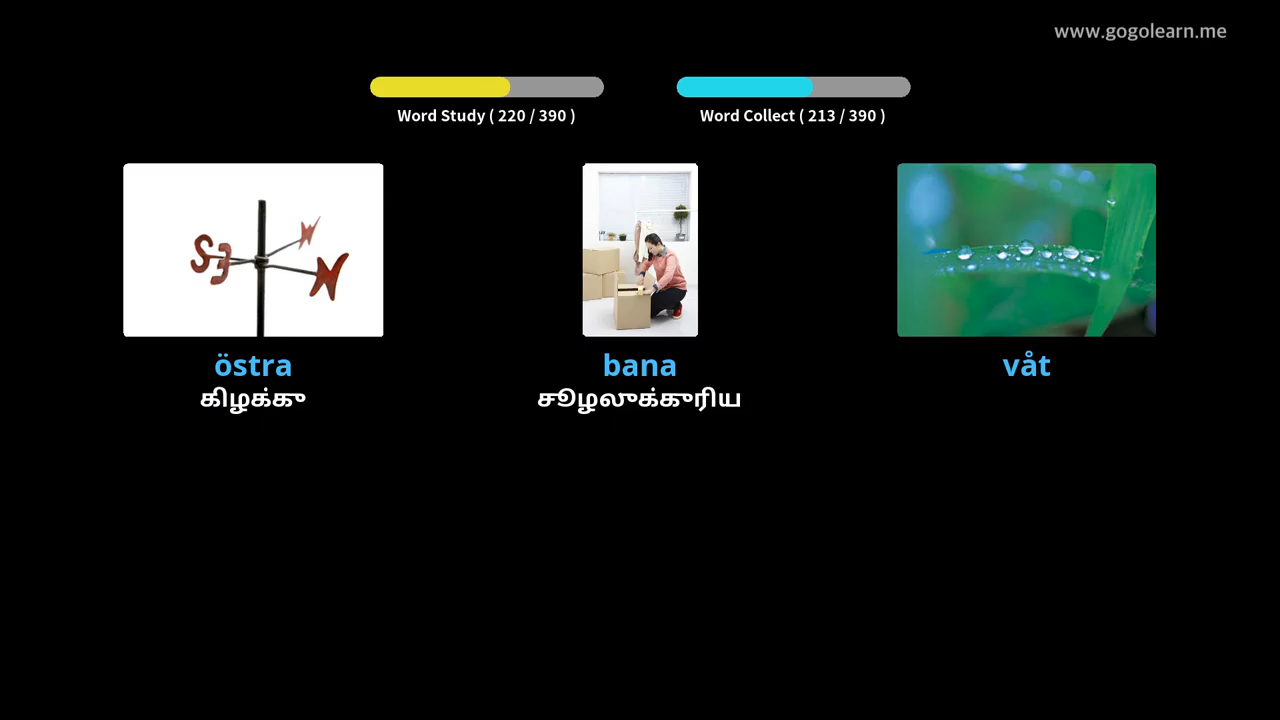 www.gogolearn.me
Word Study ( 220 / 390 )
Word Collect ( 213 / 390 )
S E N N
östra
bana
våt
கிழக்கு
சூழலுக்குரிய